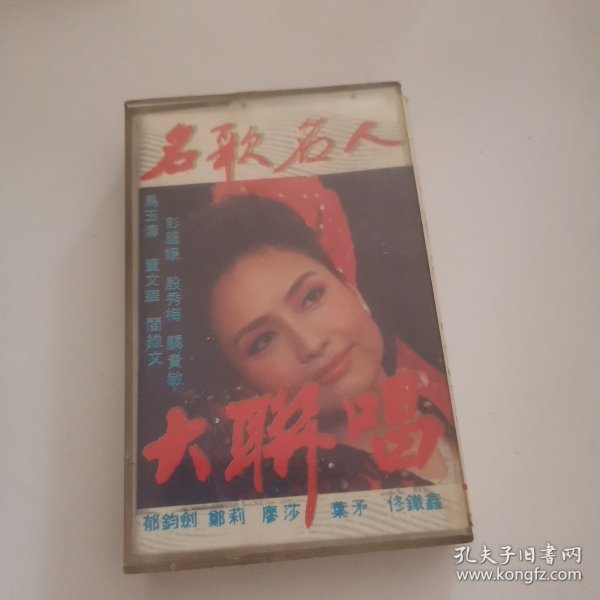 名歌名人
馬玉濤 董文華 閻維文
彭麗媛 殷秀梅 關貴敏
大聯唱
郁鈞劍 鄭莉 廖莎 葉矛 佟鐵鑫
孔夫子旧书网
www.kongfz.com